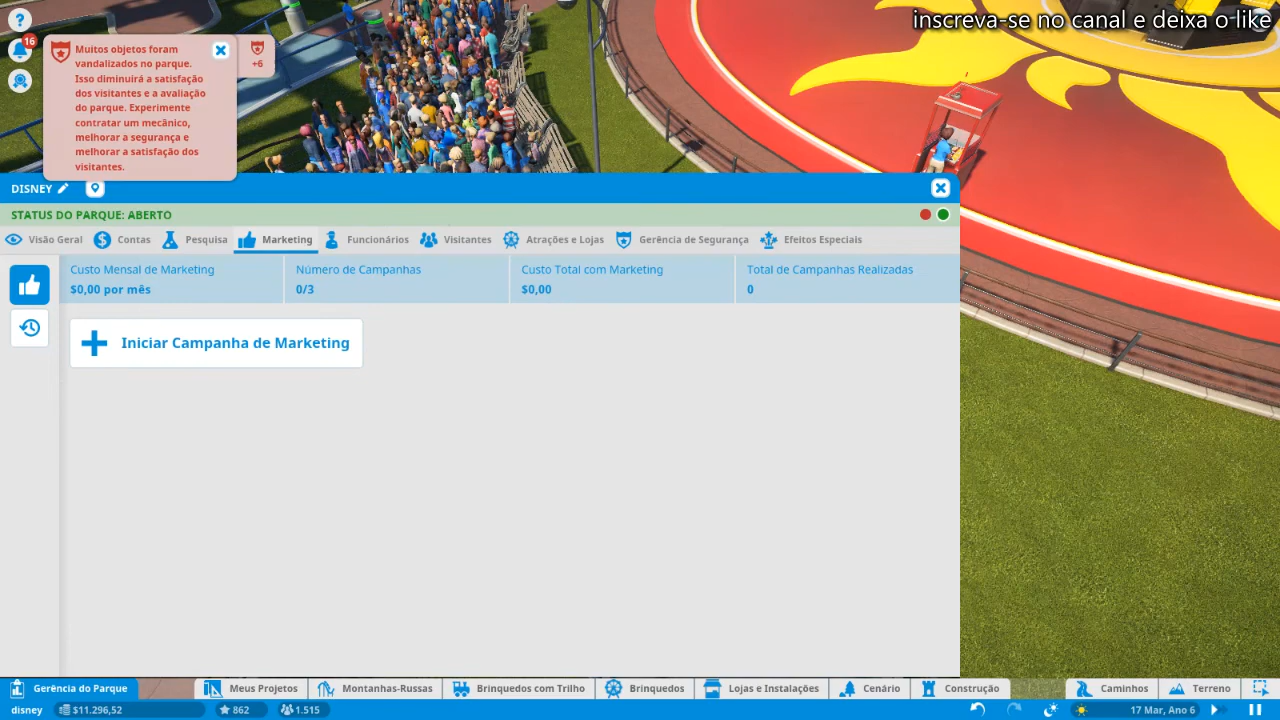 inscreva-se no canal e deixa o like
?
16
Muitos objetos foram
vandalizados no parque.
Isso diminuirá a satisfação
dos visitantes e a avaliação
do parque. Experimente
contratar um mecânico,
melhorar a segurança e
melhorar a satisfação dos
visitantes.
+6
DISNEY
STATUS DO PARQUE: ABERTO
Visão Geral
Contas
Pesquisa
Marketing
Funcionários
Visitantes
Atrações e Lojas
Gerência de Segurança
Efeitos Especiais
Custo Mensal de Marketing
$0,00 por mês
Número de Campanhas
0/3
Custo Total com Marketing
$0,00
Total de Campanhas Realizadas
0
Iniciar Campanha de Marketing
Gerência do Parque
Meus Projetos
Montanhas-Russas
Brinquedos com Trilho
Brinquedos
Lojas e Instalações
Cenário
Construção
Caminhos
Terreno
disney
$11.296,52
862
1.515
17 Mar, Ano 6